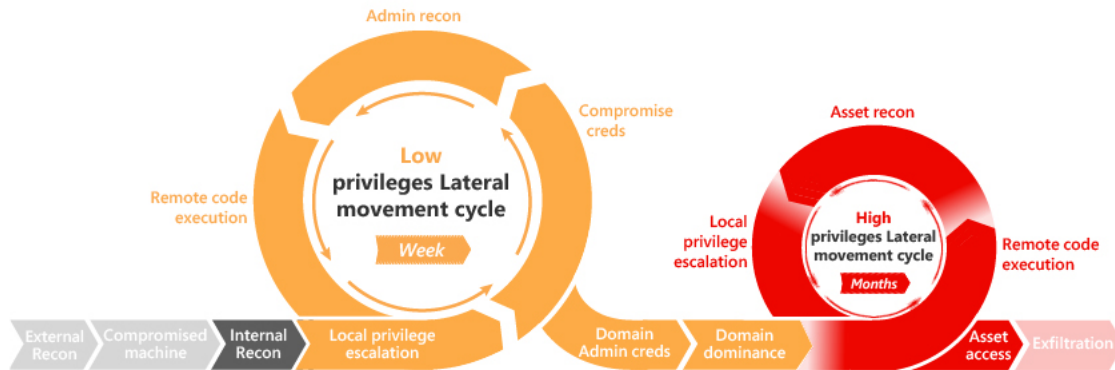 Admin recon
Compromise
creds
Low
privileges Lateral
movement cycle
Week
Remote code
execution
Asset recon
Local
privilege
escalation
High
privileges Lateral
movement cycle
Months
Remote code
execution
External
Recon
Compromised
machine
Internal
Recon
Local privilege
escalation
Domain
Admin creds
Domain
dominance
Asset
access
Exfiltration